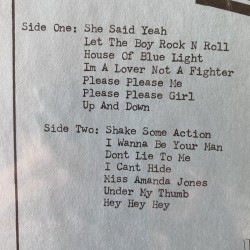 Side One: She Said Yeah
Let The Boy Rock N Roll
House Of Blue Light
Im A Lover Not A Fighter
Please Please Me
Please Please Girl
Up And Down
Side Two: Shake Some Action
I Wanna Be Your Man
Dont Lie To Me
I Cant Hide
Miss Amanda Jones
Under My Thumb
Hey Hey Hey